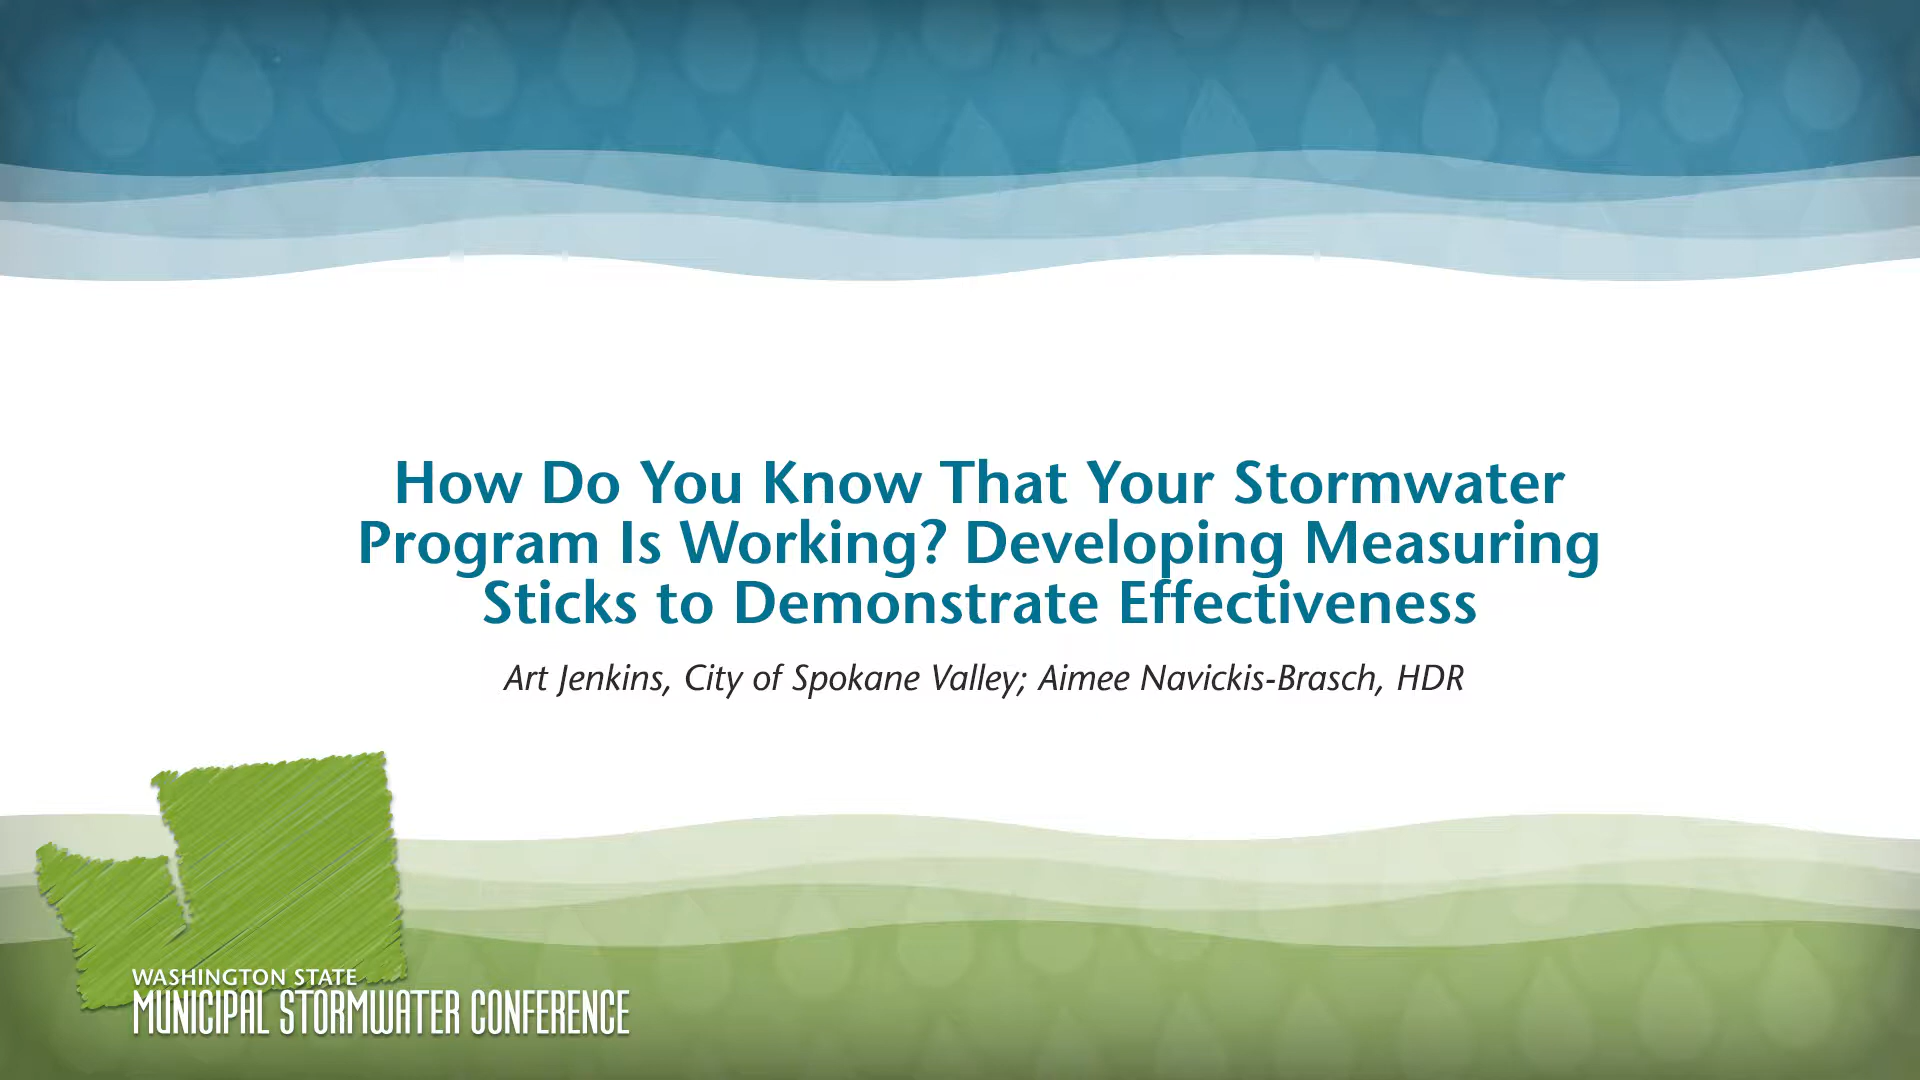 How Do You Know That Your Stormwater
Program Is Working? Developing Measuring
Sticks to Demonstrate Effectiveness
Art Jenkins, City of Spokane Valley; Aimee Navickis-Brasch, HDR
WASHINGTON STATE
MUNICIPAL STORMWATER CONFERENCE